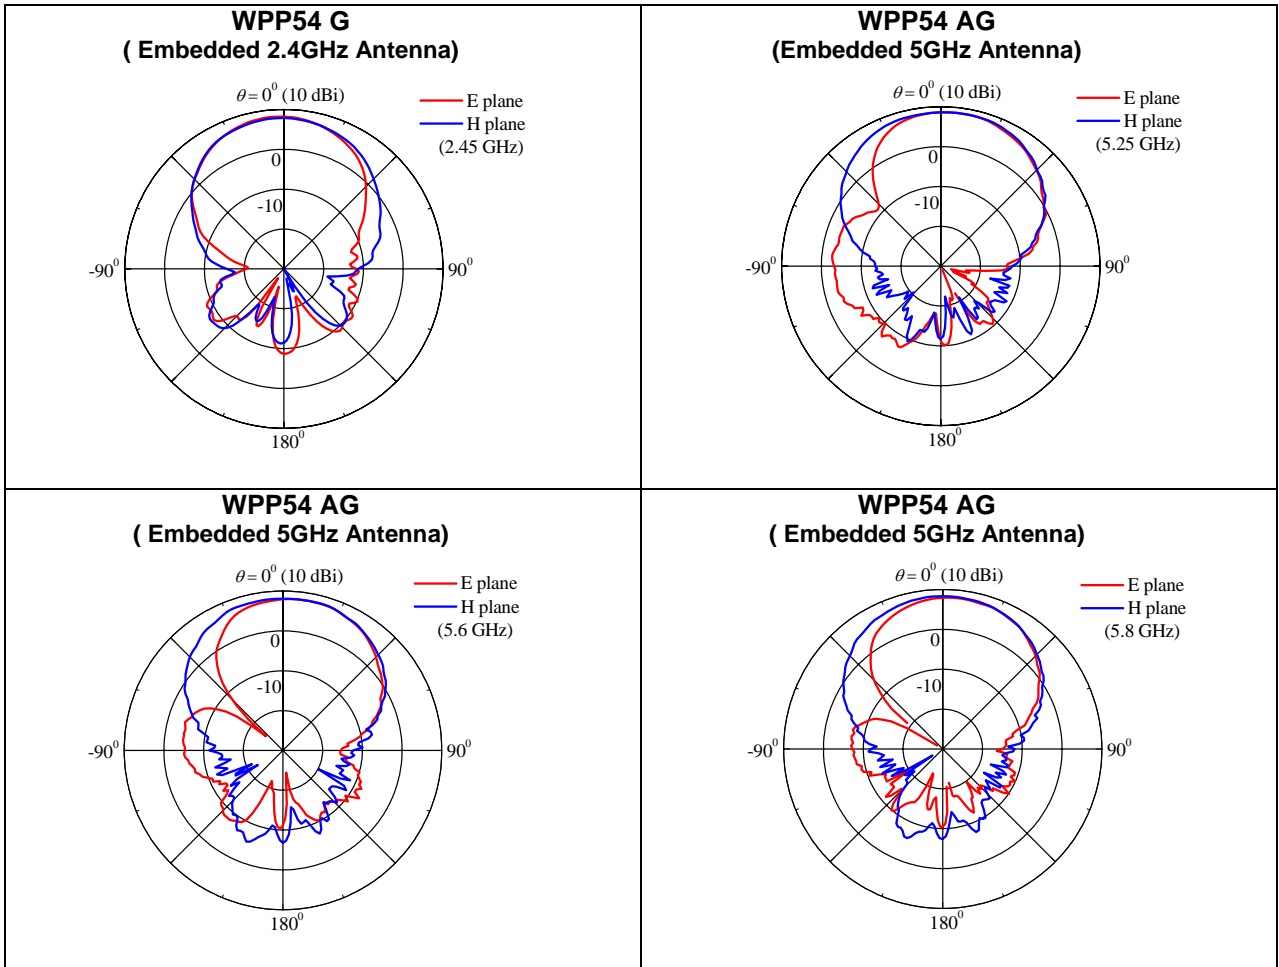 WPP54 G
( Embedded 2.4GHz Antenna)
θ = 0⁰ (10 dBi)
E plane
H plane
(2.45 GHz)
0
-10
-90⁰
90⁰
180⁰
WPP54 AG
(Embedded 5GHz Antenna)
θ = 0⁰ (10 dBi)
E plane
H plane
(5.25 GHz)
0
-10
-90⁰
90⁰
180⁰
WPP54 AG
( Embedded 5GHz Antenna)
θ = 0⁰ (10 dBi)
E plane
H plane
(5.6 GHz)
0
-10
-90⁰
90⁰
180⁰
WPP54 AG
( Embedded 5GHz Antenna)
θ = 0⁰ (10 dBi)
E plane
H plane
(5.8 GHz)
0
-10
-90⁰
90⁰
180⁰